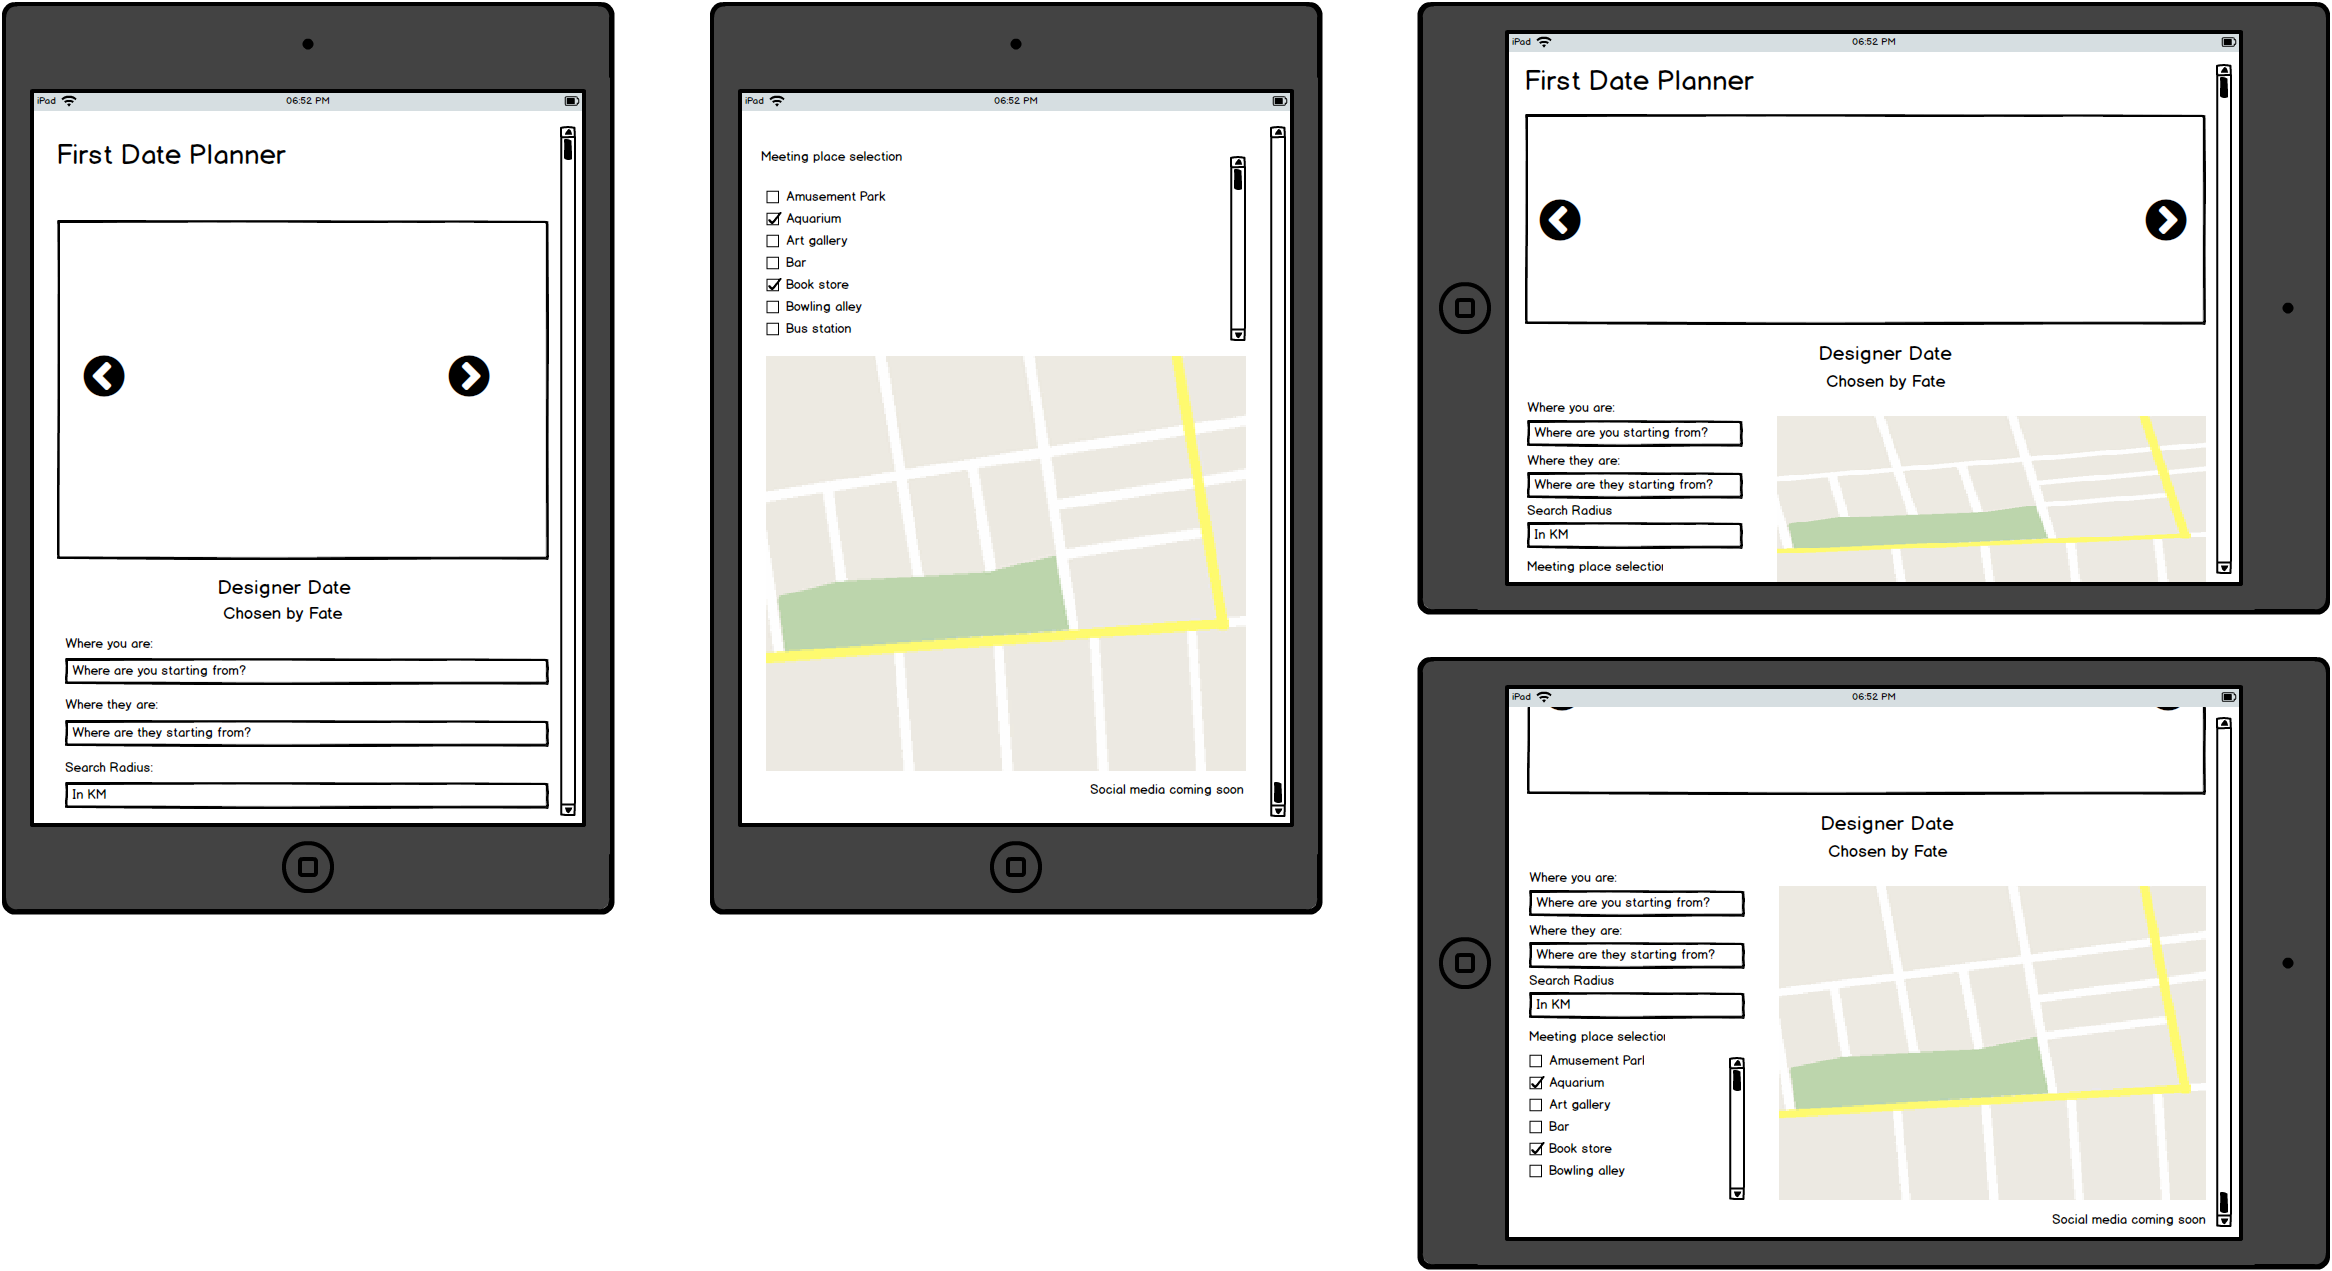 iPad 06:52 PM
First Date Planner
Designer Date
Chosen by Fate
Where you are:
Where are you starting from?
Where they are:
Where are they starting from?
Search Radius:
In KM
iPad 06:52 PM
Meeting place selection
Amusement Park
Aquarium
Art gallery
Bar
Book store
Bowling alley
Bus station
Social media coming soon
iPad 06:52 PM
First Date Planner
Designer Date
Chosen by Fate
Where you are:
Where are you starting from?
Where they are:
Where are they starting from?
Search Radius
In KM
Meeting place selectio
iPad 06:52 PM
Designer Date
Chosen by Fate
Where you are:
Where are you starting from?
Where they are:
Where are they starting from?
Search Radius
In KM
Meeting place selectio
Amusement Parl
Aquarium
Art gallery
Bar
Book store
Bowling alley
Social media coming soon